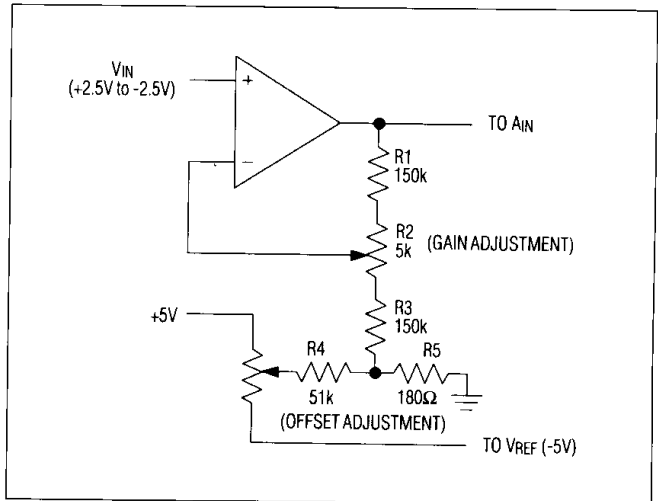 VIN
(+2.5V to -2.5V)
+
−
TO AIN
R1
150k
R2
5k
(GAIN ADJUSTMENT)
R3
150k
+5V
R4
51k
R5
180Ω
(OFFSET ADJUSTMENT)
TO VREF (-5V)